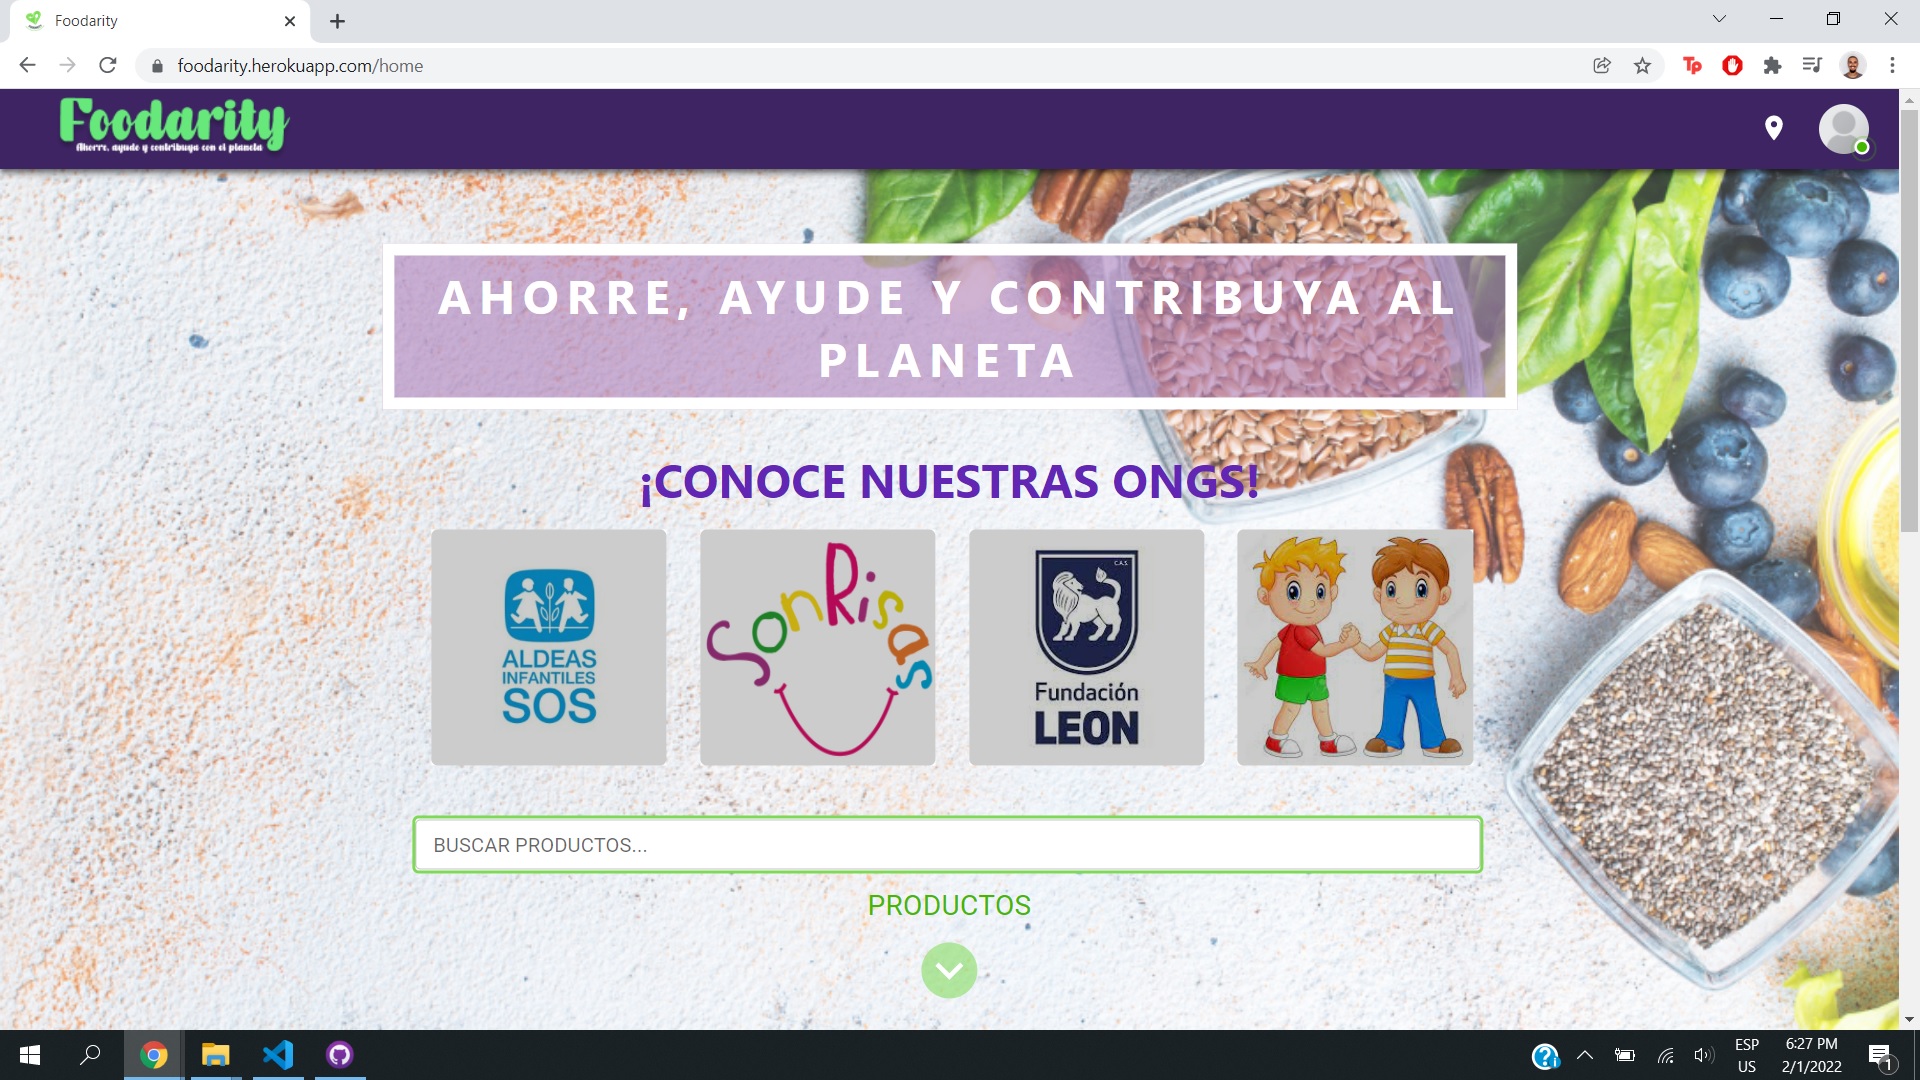 Foodarity
foodarity.herokuapp.com/home
Foodarity
Ahorre, ayude y contribuya con el planeta
AHORRE, AYUDE Y CONTRIBUYA AL
PLANETA
¡CONOCE NUESTRAS ONGS!
ALDEAS
INFANTILES
SOS
SonRisas
C.A.S.
Fundación
LEON
BUSCAR PRODUCTOS...
PRODUCTOS
ESP
US
6:27 PM
2/1/2022
1